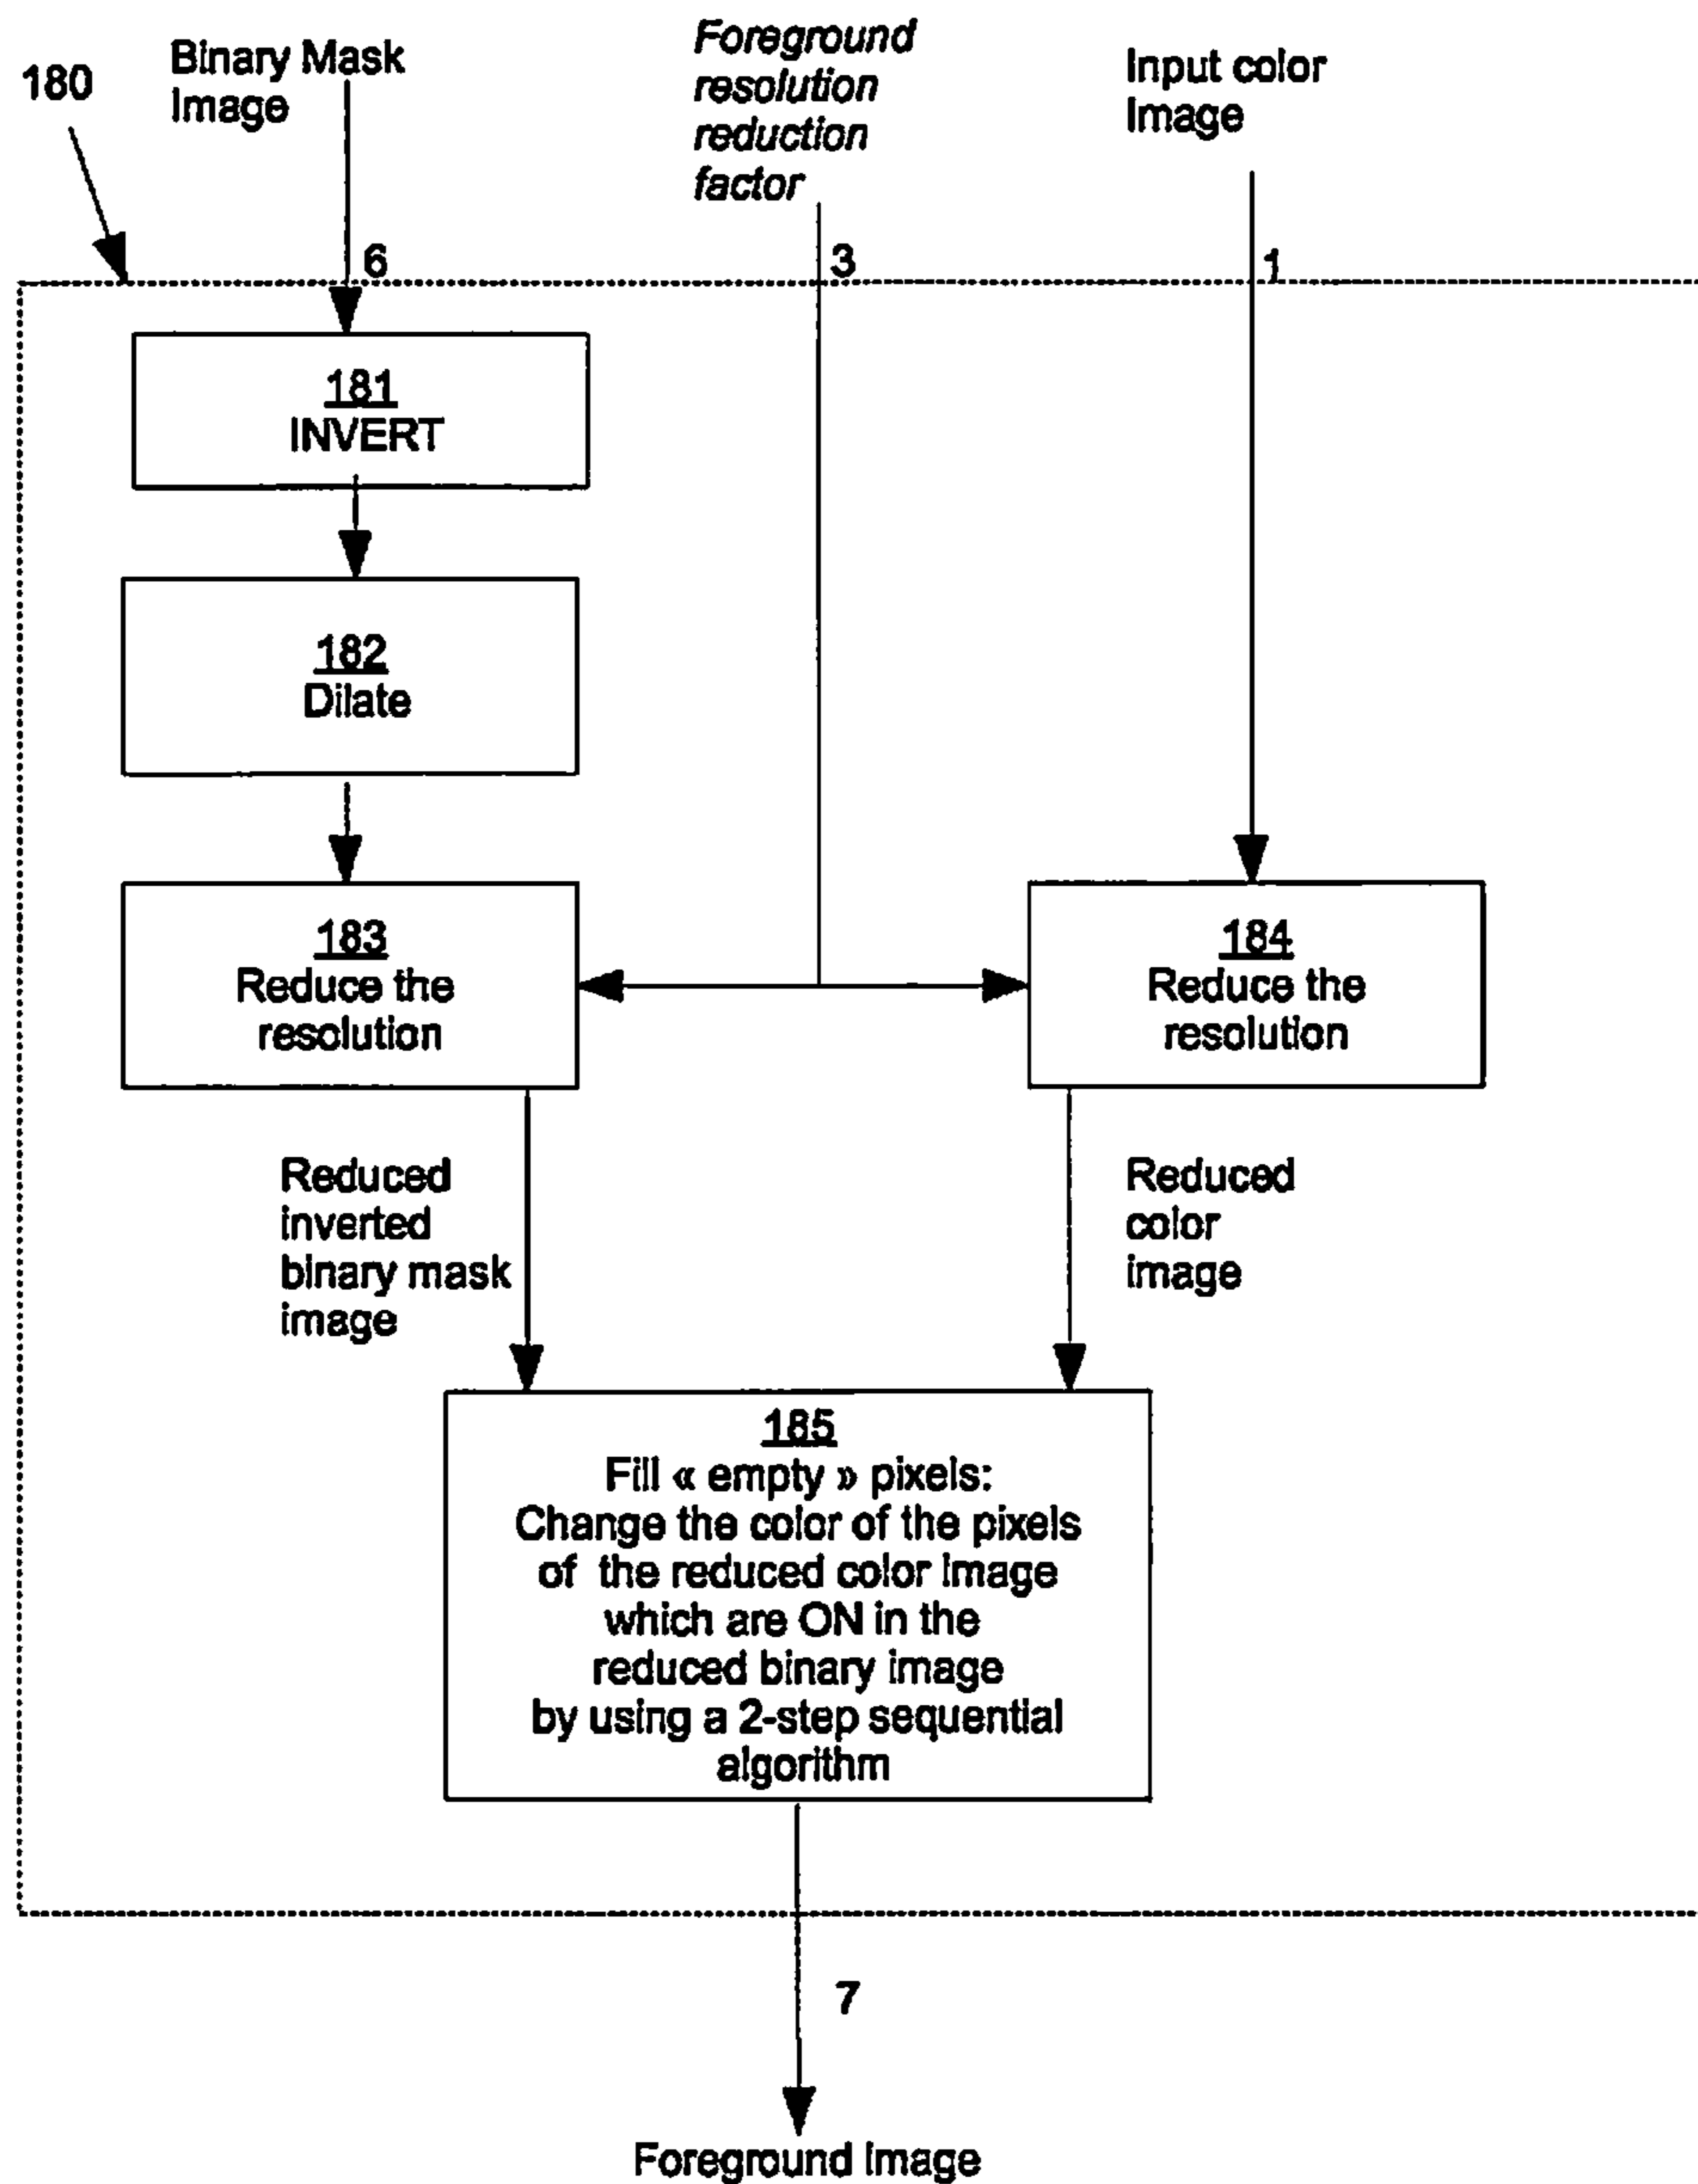 180
Binary Mask
Image
Foreground
resolution
reduction
factor
Input color
Image
6
3
1
181
INVERT
182
Dilate
183
Reduce the
resolution
184
Reduce the
resolution
Reduced
inverted
binary mask
image
Reduced
color
image
185
Fill « empty » pixels:
Change the color of the pixels
of the reduced color image
which are ON in the
reduced binary image
by using a 2-step sequential
algorithm
7
Foreground Image